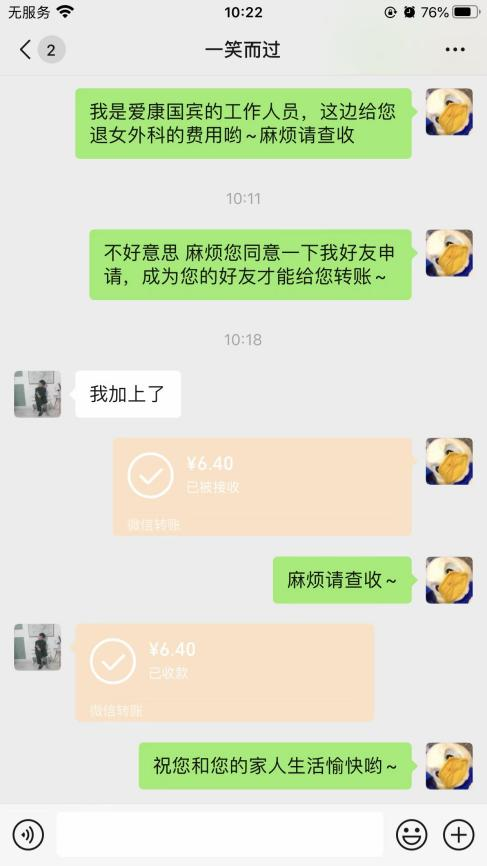 无服务
10:22
76%
2
一笑而过
我是爱康国宾的工作人员，这边给您
退女外科的费用哟~麻烦请查收
10:11
不好意思 麻烦您同意一下我好友申
请，成为您的好友才能给您转账~
10:18
我加上了
¥6.40
已被接收
微信转账
麻烦请查收~
¥6.40
已收款
微信转账
祝您和您的家人生活愉快哟~